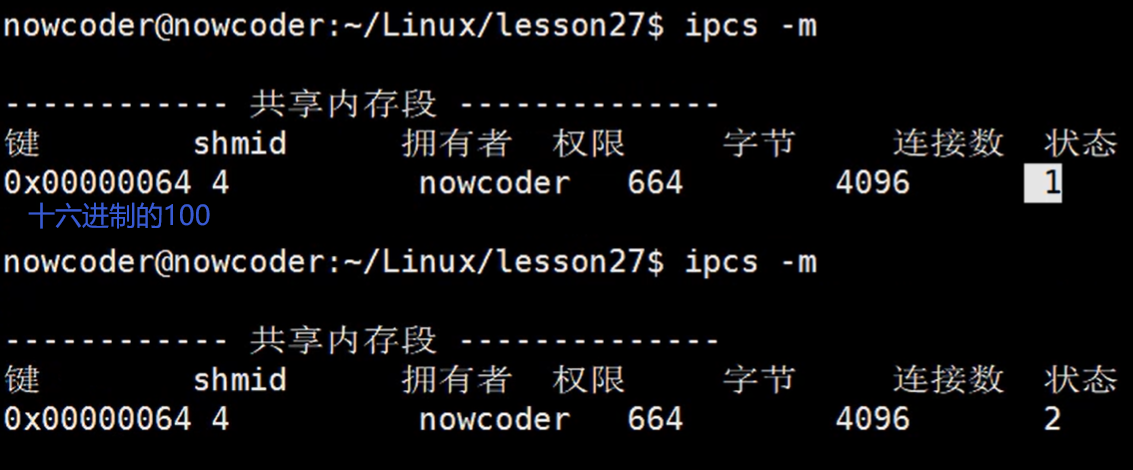 nowcoder@nowcoder:~/Linux/lesson27$ ipcs -m
------------ 共享内存段 --------------
键 shmid 拥有者 权限 字节 连接数 状态
0x00000064 4 nowcoder 664 4096 1
十六进制的100
nowcoder@nowcoder:~/Linux/lesson27$ ipcs -m
------------ 共享内存段 --------------
键 shmid 拥有者 权限 字节 连接数 状态
0x00000064 4 nowcoder 664 4096 2